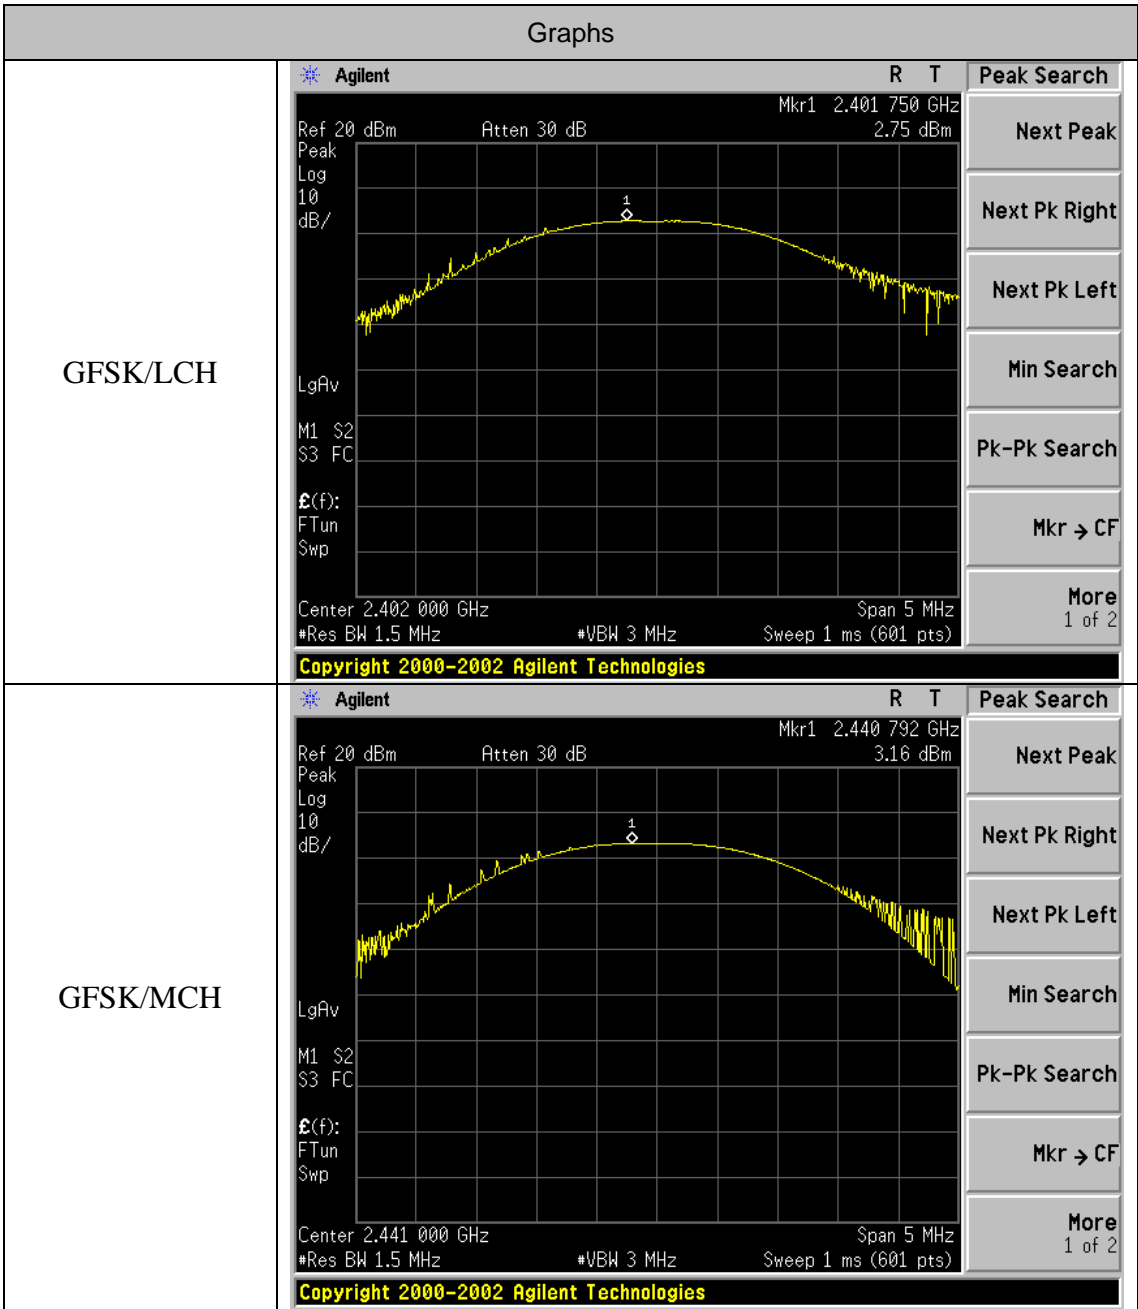 Graphs
GFSK/LCH
Agilent R T Peak Search
Mkr1 2.401 750 GHz
Ref 20 dBm Atten 30 dB 2.75 dBm
Peak
Log
10
dB/
1
LgAv
M1 S2
S3 FC
£(f):
FTun
Swp
Center 2.402 000 GHz Span 5 MHz
#Res BW 1.5 MHz #VBW 3 MHz Sweep 1 ms (601 pts)
Copyright 2000-2002 Agilent Technologies
Next Peak
Next Pk Right
Next Pk Left
Min Search
Pk-Pk Search
Mkr → CF
More
1 of 2
GFSK/MCH
Agilent R T Peak Search
Mkr1 2.440 792 GHz
Ref 20 dBm Atten 30 dB 3.16 dBm
Peak
Log
10
dB/
1
LgAv
M1 S2
S3 FC
£(f):
FTun
Swp
Center 2.441 000 GHz Span 5 MHz
#Res BW 1.5 MHz #VBW 3 MHz Sweep 1 ms (601 pts)
Copyright 2000-2002 Agilent Technologies
Next Peak
Next Pk Right
Next Pk Left
Min Search
Pk-Pk Search
Mkr → CF
More
1 of 2